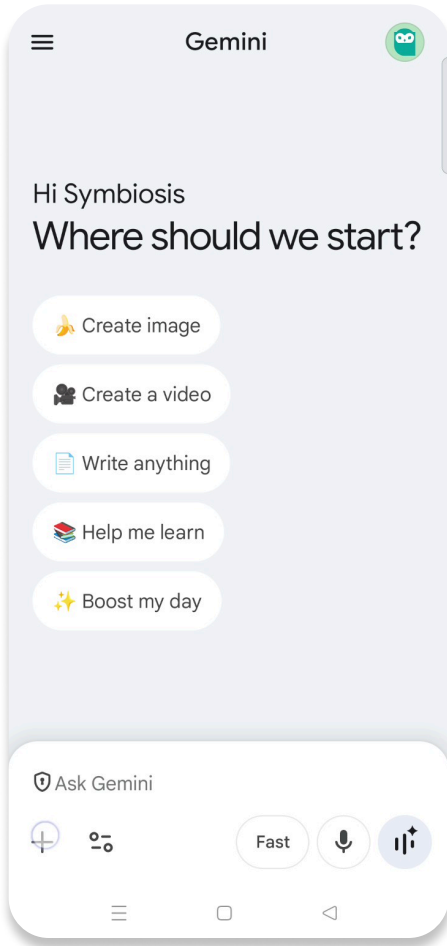 Gemini
Hi Symbiosis
Where should we start?
Create image
Create a video
Write anything
Help me learn
Boost my day
Ask Gemini
Fast